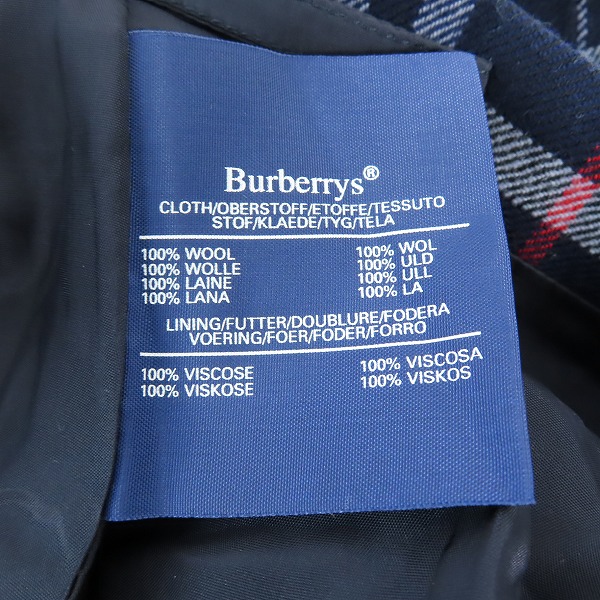 Burberrys®
CLOTH/OBERSTOFF/ETOFFE/TESSUTO
STOF/KLAEDE/TYG/TELA
100% WOOL 100% WOL
100% WOLLE 100% ULD
100% LAINE 100% ULL
100% LANA 100% LA
LINING/FUTTER/DOUBLURE/FODERA
VOERING/FOER/FODER/FORRO
100% VISCOSE 100% VISCOSA
100% VISKOSE 100% VISKOS